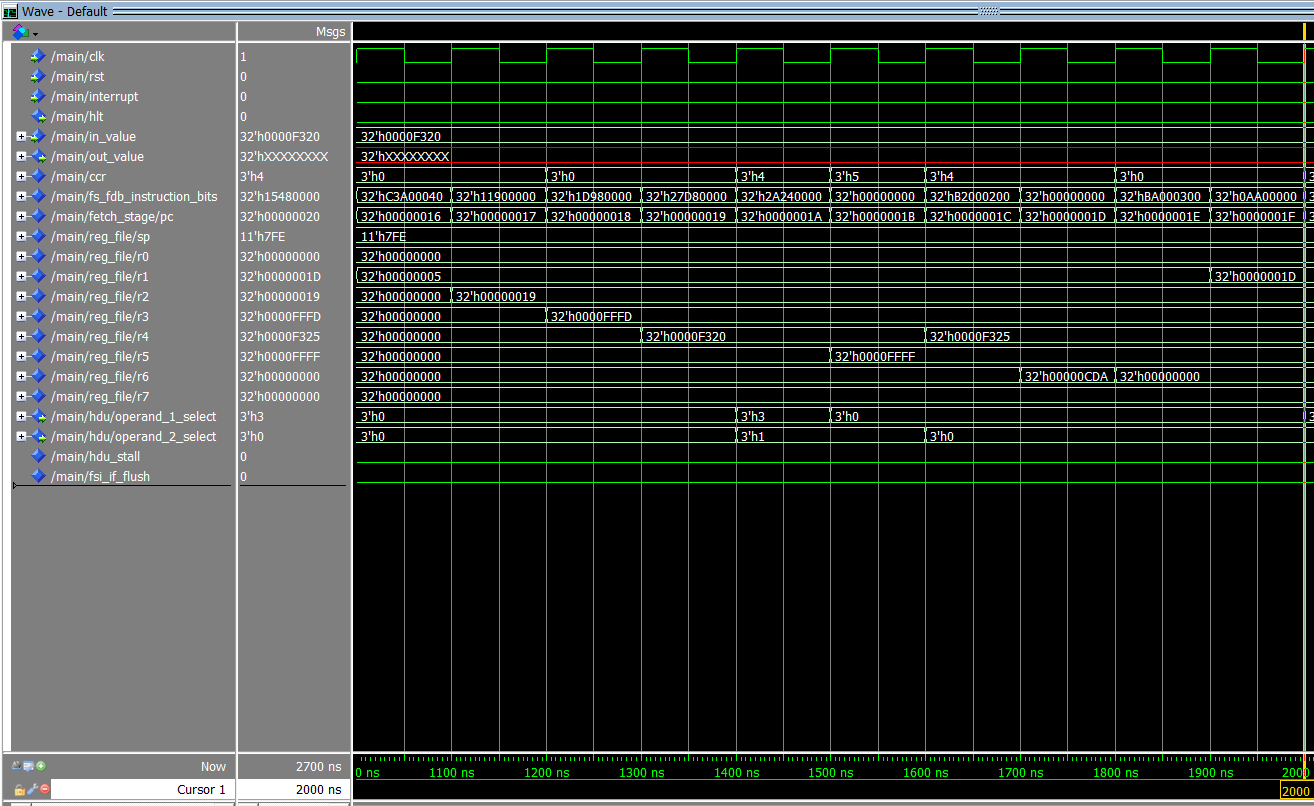 Wave - Default
Msgs
/main/clk 1
/main/rst 0
/main/interrupt 0
/main/hlt 0
/main/in_value 32'h0000F320 32'h0000F320
/main/out_value 32'hXXXXXXXX 32'hXXXXXXXX
/main/ccr 3'h4 3'h0 3'h0 3'h4 3'h5 3'h4 3'h0 3
/main/fs_fdb_instruction_bits 32'h15480000 32'hC3A00040 32'h11900000 32'h1D980000 32'h27D80000 32'h2A240000 32'h00000000 32'hB2000200 32'h00000000 32'hBA000300 32'h0AA00000 3
/main/fetch_stage/pc 32'h00000020 32'h00000016 32'h00000017 32'h00000018 32'h00000019 32'h0000001A 32'h0000001B 32'h0000001C 32'h0000001D 32'h0000001E 32'h0000001F 3
/main/reg_file/sp 11'h7FE 11'h7FE
/main/reg_file/r0 32'h00000000 32'h00000000
/main/reg_file/r1 32'h0000001D 32'h00000005 32'h0000001D
/main/reg_file/r2 32'h00000019 32'h00000000 32'h00000019
/main/reg_file/r3 32'h0000FFFD 32'h00000000 32'h0000FFFD
/main/reg_file/r4 32'h0000F325 32'h00000000 32'h0000F320 32'h0000F325
/main/reg_file/r5 32'h0000FFFF 32'h00000000 32'h0000FFFF
/main/reg_file/r6 32'h00000000 32'h00000000 32'h00000CDA 32'h00000000
/main/reg_file/r7 32'h00000000 32'h00000000
/main/hdu/operand_1_select 3'h3 3'h0 3'h3 3'h0 3
/main/hdu/operand_2_select 3'h0 3'h0 3'h1 3'h0
/main/hdu_stall 0
/main/fsi_if_flush 0
Now 2700 ns 0 ns 1100 ns 1200 ns 1300 ns 1400 ns 1500 ns 1600 ns 1700 ns 1800 ns 1900 ns 2000
Cursor 1 2000 ns 2000